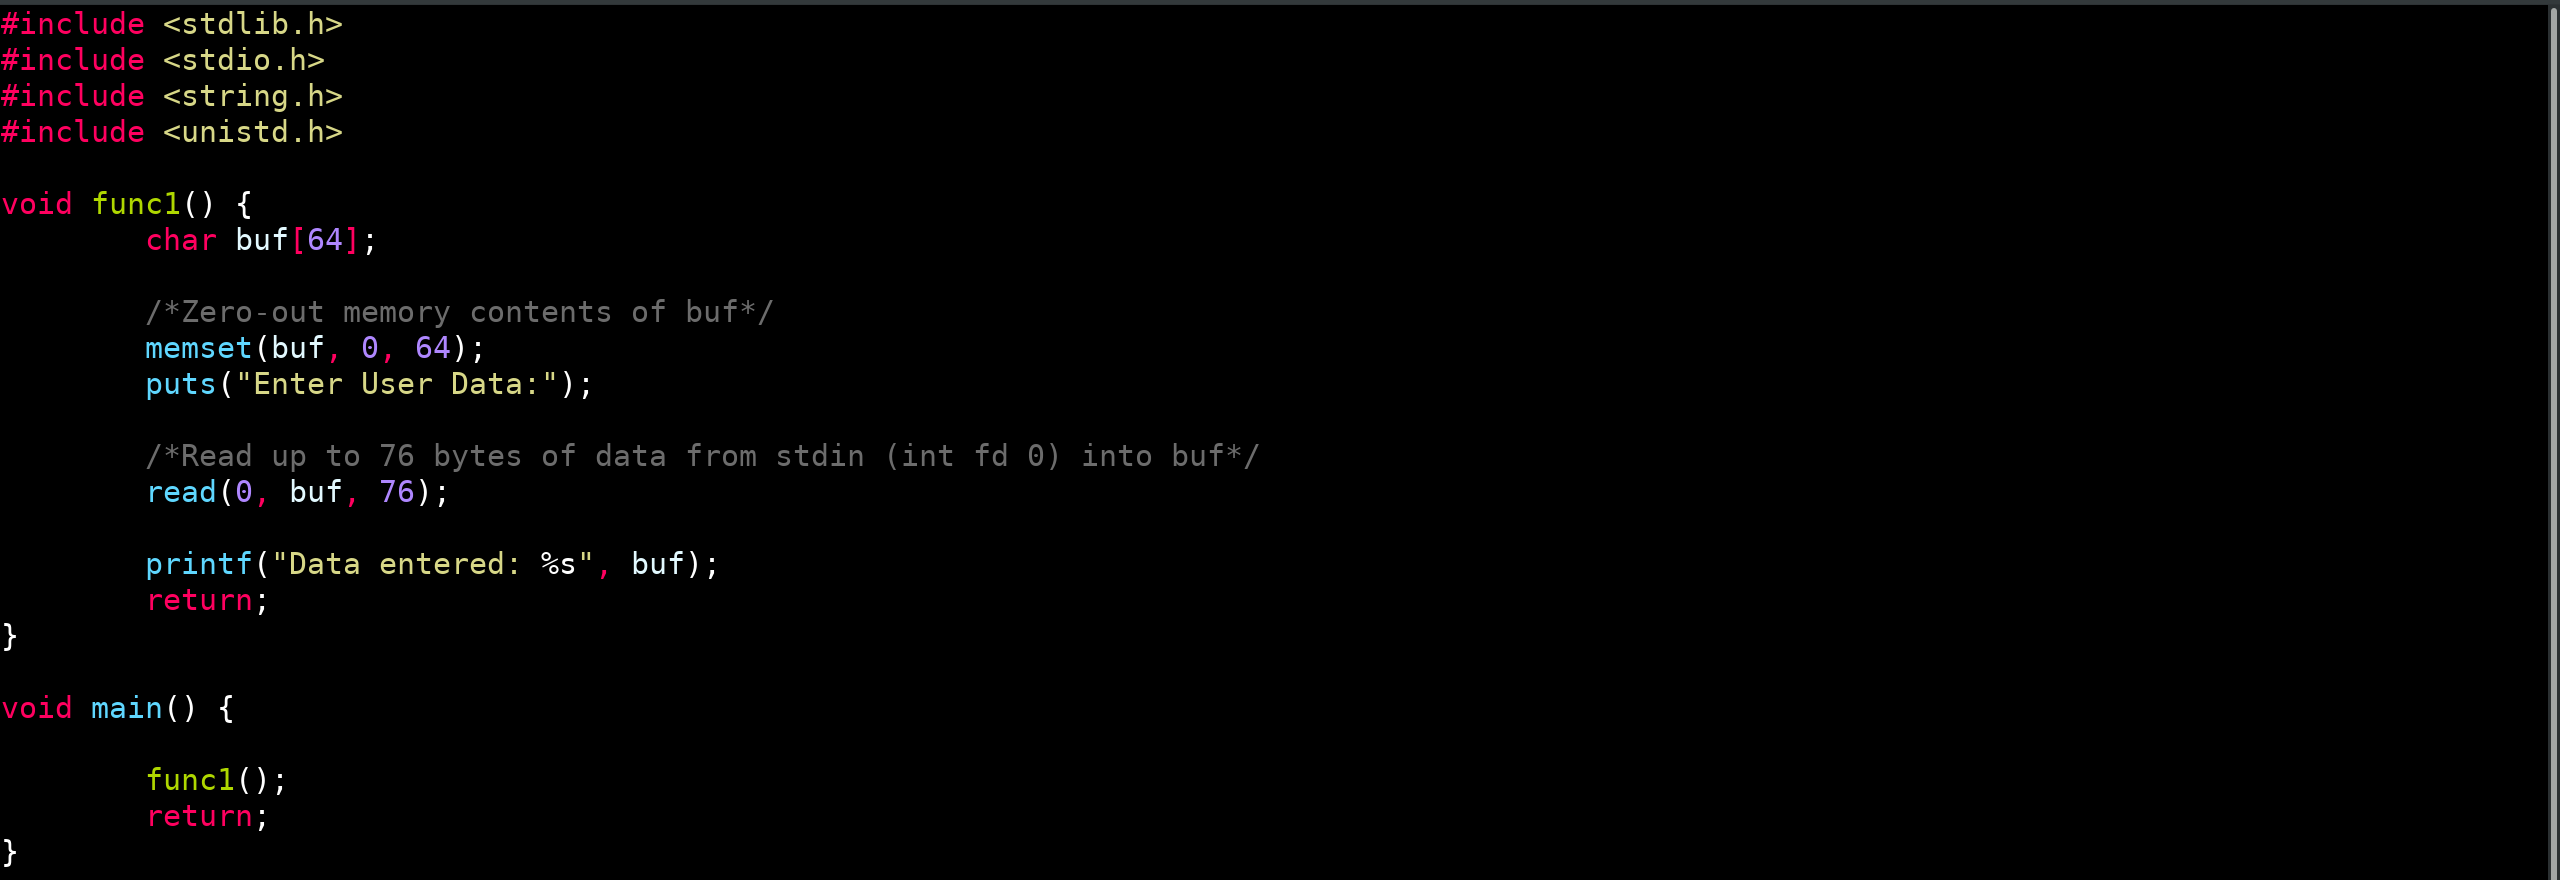 #include <stdlib.h>
#include <stdio.h>
#include <string.h>
#include <unistd.h>
void func1() {
char buf[64];
/*Zero-out memory contents of buf*/
memset(buf, 0, 64);
puts("Enter User Data:");
/*Read up to 76 bytes of data from stdin (int fd 0) into buf*/
read(0, buf, 76);
printf("Data entered: %s", buf);
return;
}
void main() {
func1();
return;
}